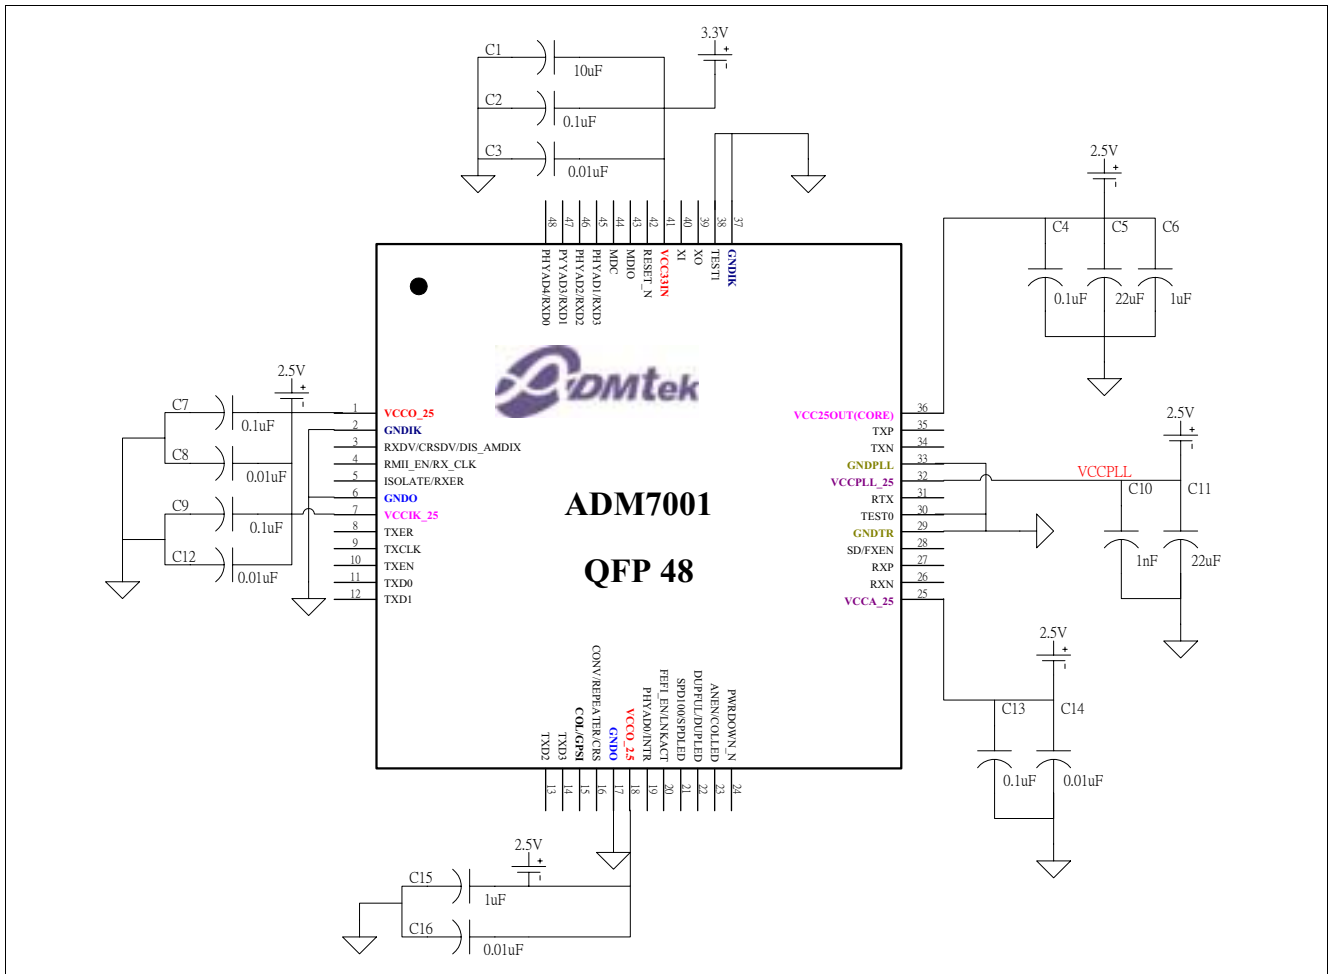 C1
10uF
C2
0.1uF
C3
0.01uF
3.3V
+
-
48
47
46
45
44
43
42
41
40
39
38
37
PHYAD4/RXD0
PYYAD3/RXD1
PHYAD2/RXD2
PHYAD1/RXD3
MDC
MDIO
RESET_N
VCC33IN
XI
XO
TESTI
GNDIK
2.5V
+
-
C4
C5
C6
0.1uF
22uF
1uF
ADMtek
2.5V
+
-
C7
0.1uF
C8
0.01uF
C9
0.1uF
C12
0.01uF
1 VCCO_25
2 GNDIK
3 RXDV/CRSDV/DIS_AMDIX
4 RMII_EN/RX_CLK
5 ISOLATE/RXER
6 GNDO
7 VCCIK_25
8 TXER
9 TXCLK
10 TXEN
11 TXD0
12 TXD1
ADM7001
QFP 48
VCC25OUT(CORE) 36
TXP 35
TXN 34
GNDPLL 33
VCCPLL_25 32
RTX 31
TEST0 30
GNDTR 29
SD/FXEN 28
RXP 27
RXN 26
VCCA_25 25
2.5V
+
-
VCCPLL
C10
C11
1nF
22uF
2.5V
+
-
C13
C14
0.1uF
0.01uF
TXD2
TXD3
COL/GPSI
CONV/REPEATER/CRS
GNDO
VCCO_2.5
PHYAD0/INTR
FEFI_EN/LNKACT
SPD100/SPDLED
DUPFUL/DUPLED
ANEN/COLLED
PWRDOWN_N
13
14
15
16
17
18
19
20
21
22
23
24
2.5V
+
-
C15
1uF
C16
0.01uF